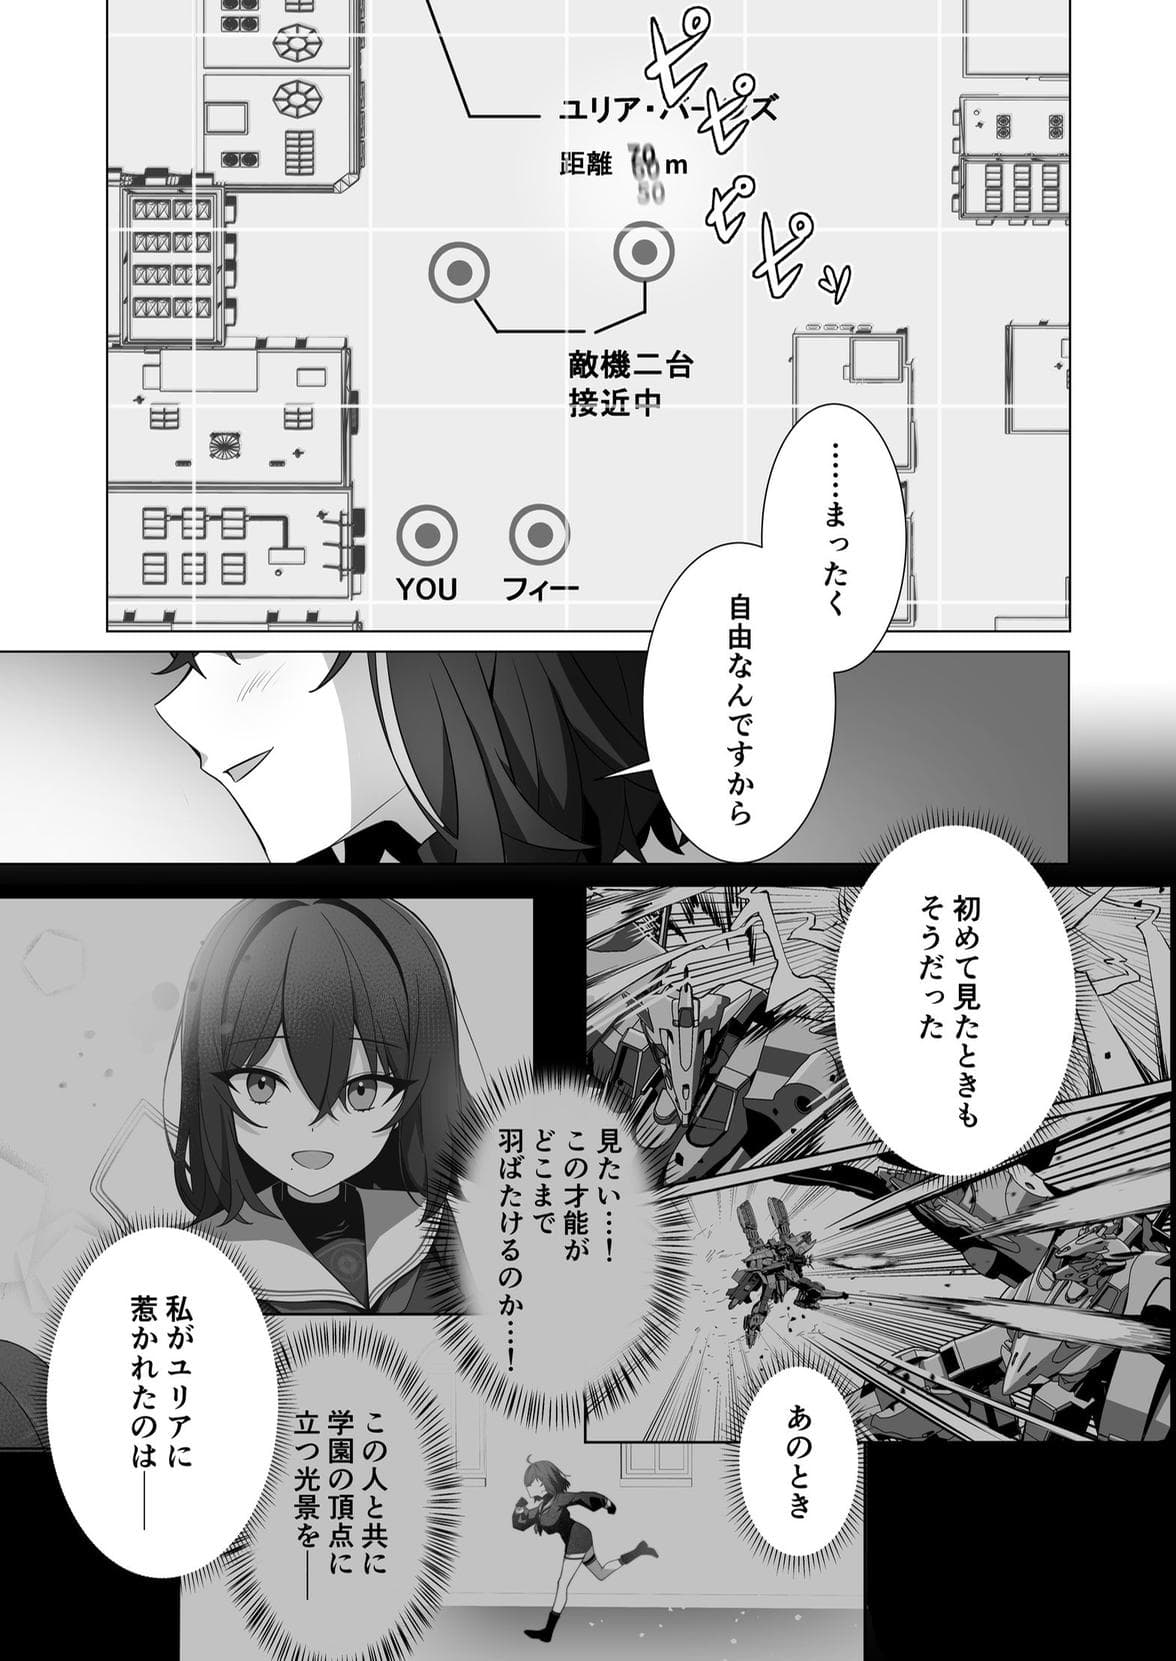 ピピピピッ
ユリア・バーンズ
距離 70 m
60
50
敵機二台
接近中
YOU
フィー
……まったく
自由なんですから
初めて見たときも
そうだった
あのとき
見たい…！
この才能が
どこまで
羽ばたけるのか…！
この人と共に
学園の頂点に
立つ光景を──
私がユリアに
惹かれたのは──